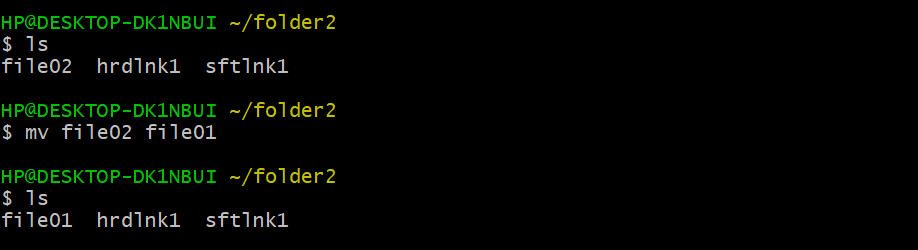 HP@DESKTOP-DK1NBUI ~/folder2
$ ls
file02  hrdlnk1  sftlnk1
HP@DESKTOP-DK1NBUI ~/folder2
$ mv file02 file01
HP@DESKTOP-DK1NBUI ~/folder2
$ ls
file01  hrdlnk1  sftlnk1